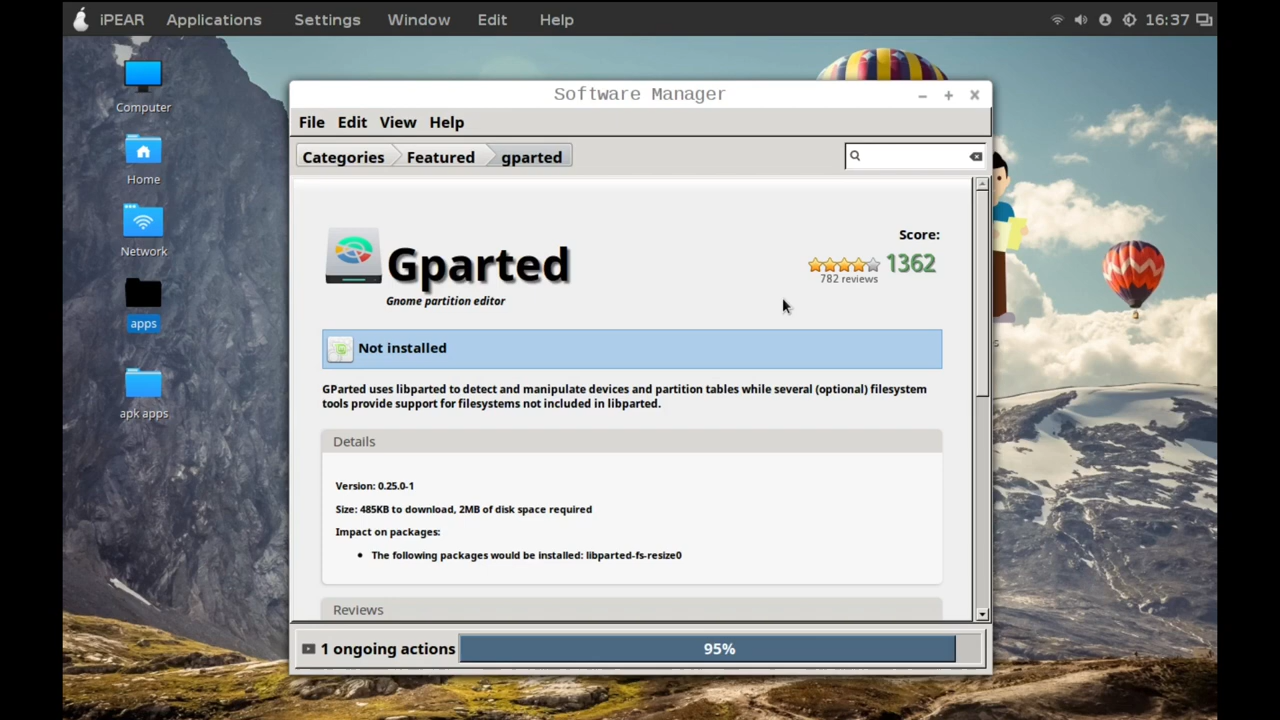 iPEAR Applications Settings Window Edit Help 16:37
Computer
Home
Network
apps
apk apps
Software Manager
File Edit View Help
Categories Featured gparted
Gparted
Gnome partition editor
Score:
1362
782 reviews
Not installed
GParted uses libparted to detect and manipulate devices and partition tables while several (optional) filesystem
tools provide support for filesystems not included in libparted.
Details
Version: 0.25.0-1
Size: 485KB to download, 2MB of disk space required
Impact on packages:
• The following packages would be installed: libparted-fs-resize0
Reviews
1 ongoing actions 95%